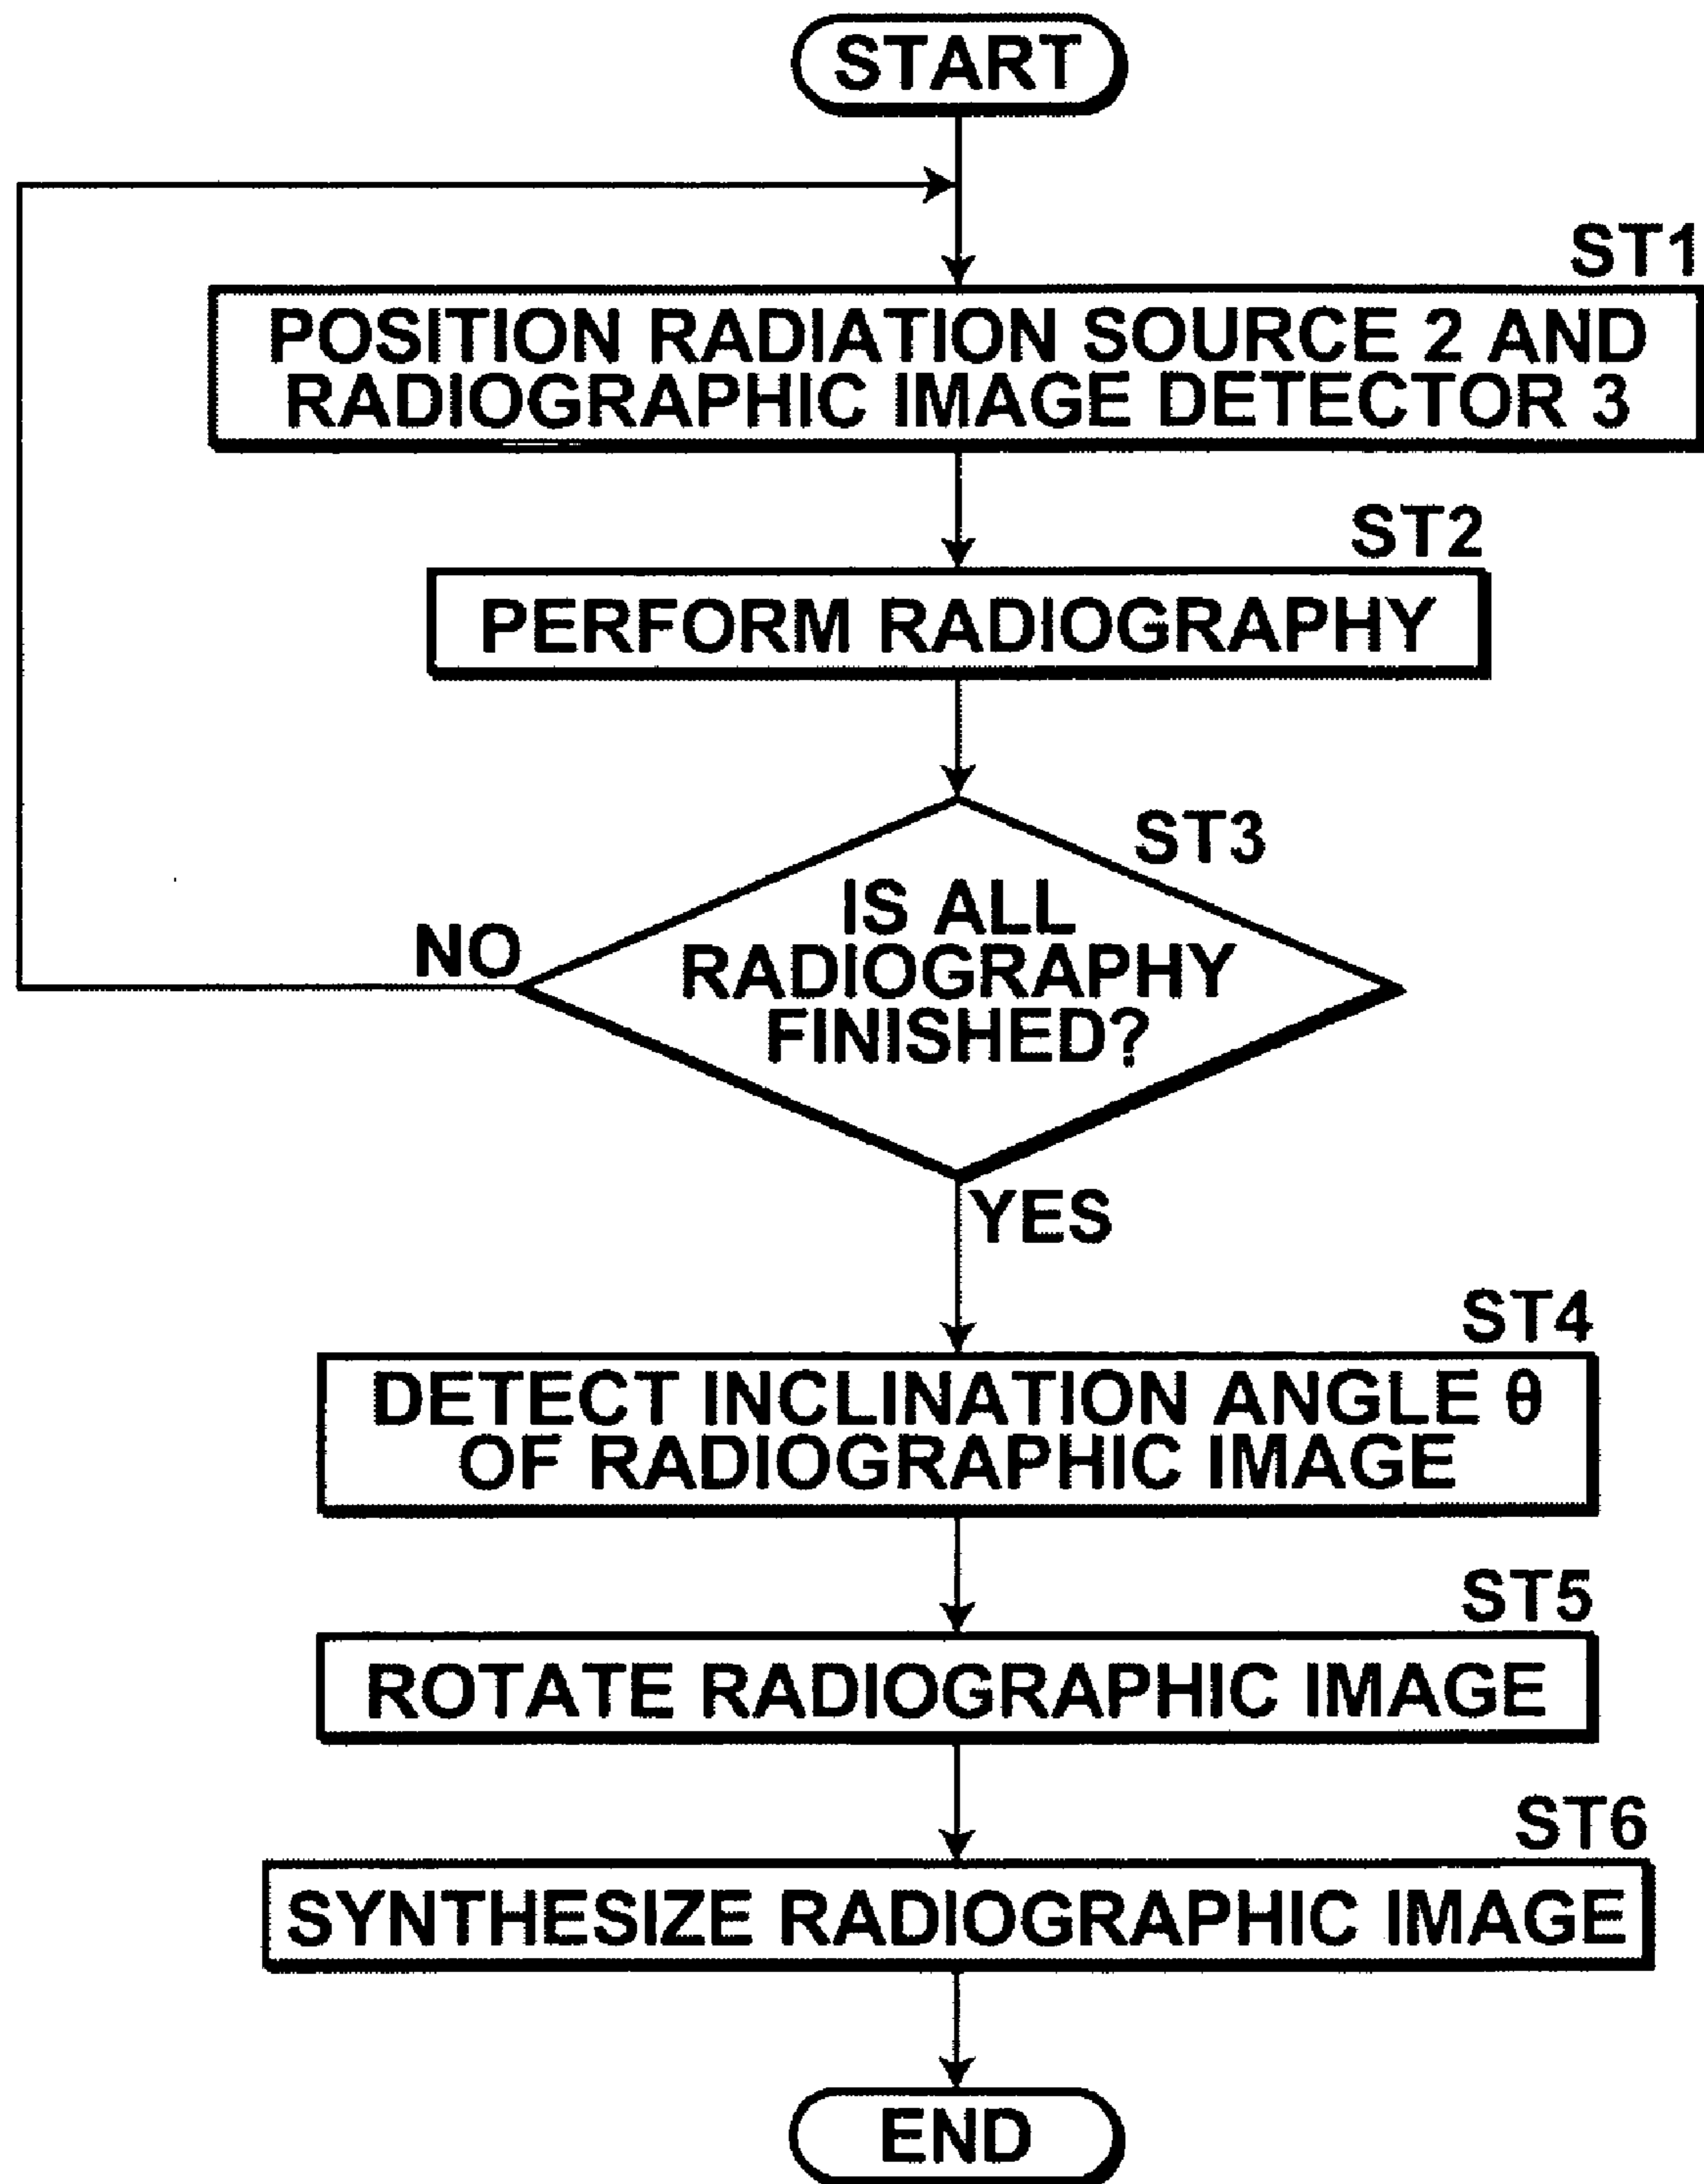 START
ST1
POSITION RADIATION SOURCE 2 AND
RADIOGRAPHIC IMAGE DETECTOR 3
ST2
PERFORM RADIOGRAPHY
ST3
IS ALL
RADIOGRAPHY
FINISHED?
NO
YES
ST4
DETECT INCLINATION ANGLE θ
OF RADIOGRAPHIC IMAGE
ST5
ROTATE RADIOGRAPHIC IMAGE
ST6
SYNTHESIZE RADIOGRAPHIC IMAGE
END